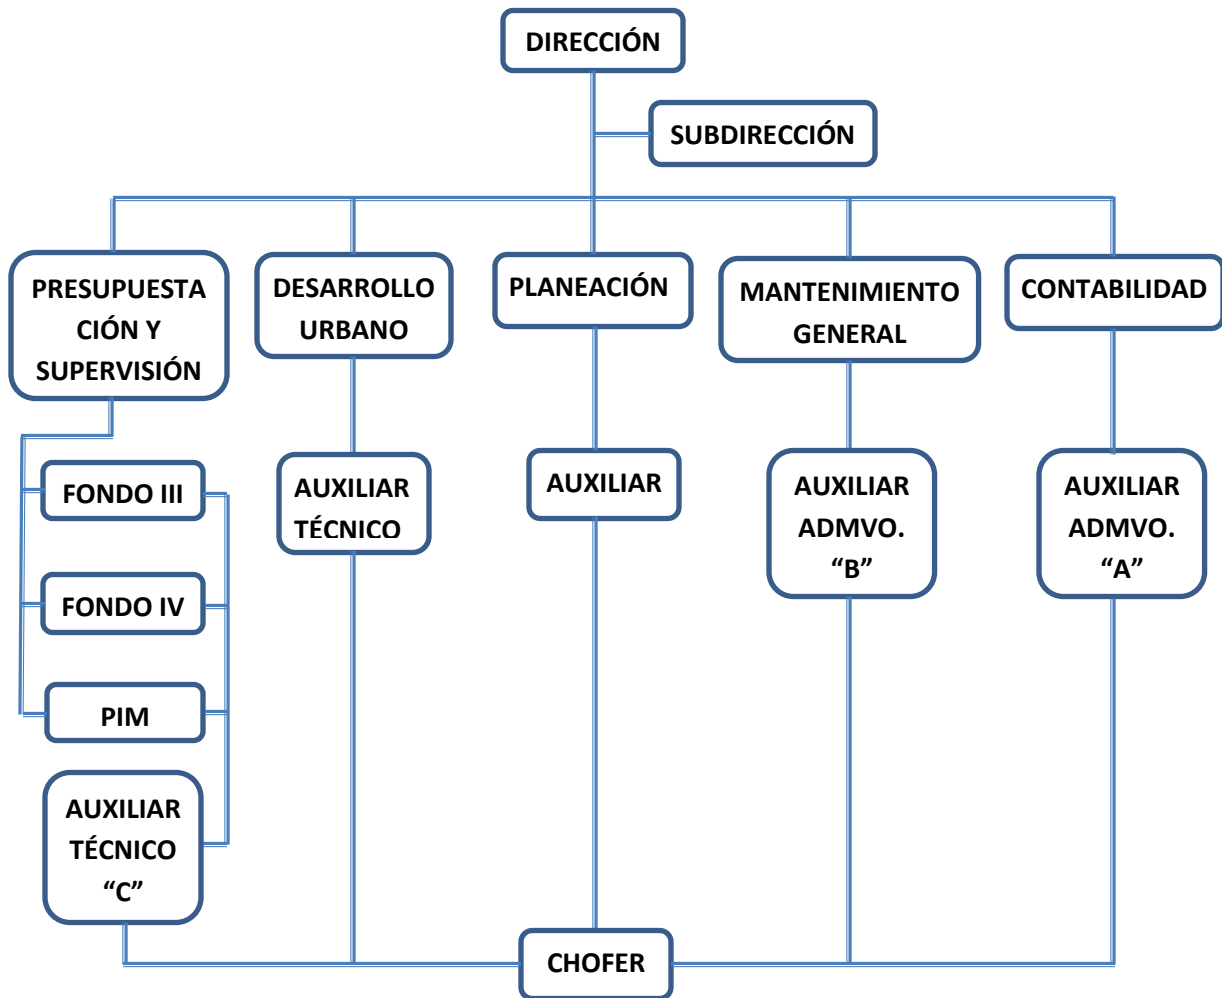 DIRECCIÓN
SUBDIRECCIÓN
PRESUPUESTA
CIÓN Y
SUPERVISIÓN
DESARROLLO
URBANO
PLANEACIÓN
MANTENIMIENTO
GENERAL
CONTABILIDAD
FONDO III
FONDO IV
PIM
AUXILIAR
TÉCNICO
“C”
AUXILIAR
TÉCNICO
AUXILIAR
AUXILIAR
ADMVO.
“B”
AUXILIAR
ADMVO.
“A”
CHOFER